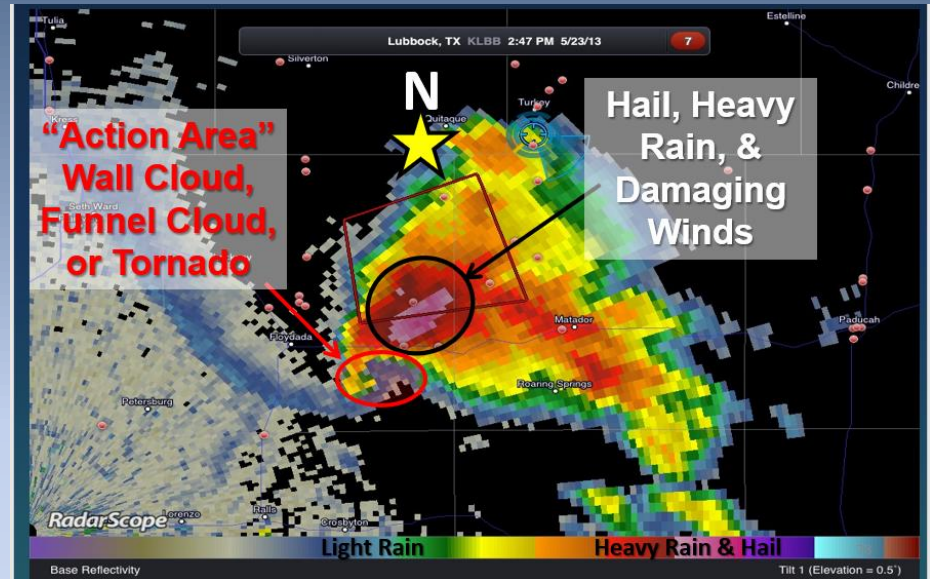 Tulia
Estelline
Lubbock, TX KLBB 2:47 PM 5/23/13
7
Silverton
Childre
Kress
Turkey
N
Quitaque
"Action Area"
Wall Cloud,
Funnel Cloud,
or Tornado
Hail, Heavy
Rain, &
Damaging
Winds
Seth Ward
Floydada
Matador
Paducah
Roaring Springs
Petersburg
RadarScope
Lorenzo
Ralls
Crosbyton
Light Rain
Heavy Rain & Hail
Base Reflectivity
Tilt 1 (Elevation = 0.5°)